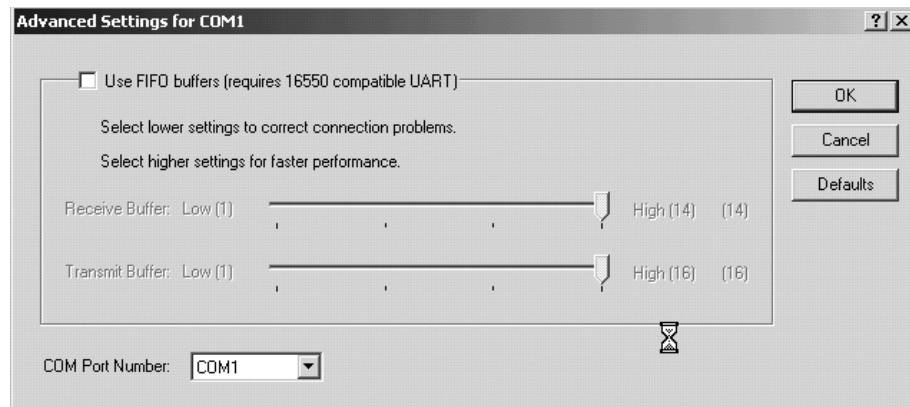 Advanced Settings for COM1
Use FIFO buffers (requires 16550 compatible UART)
OK
Select lower settings to correct connection problems.
Cancel
Select higher settings for faster performance.
Defaults
Receive Buffer: Low (1) High (14) (14)
Transmit Buffer: Low (1) High (16) (16)
COM Port Number: COM1